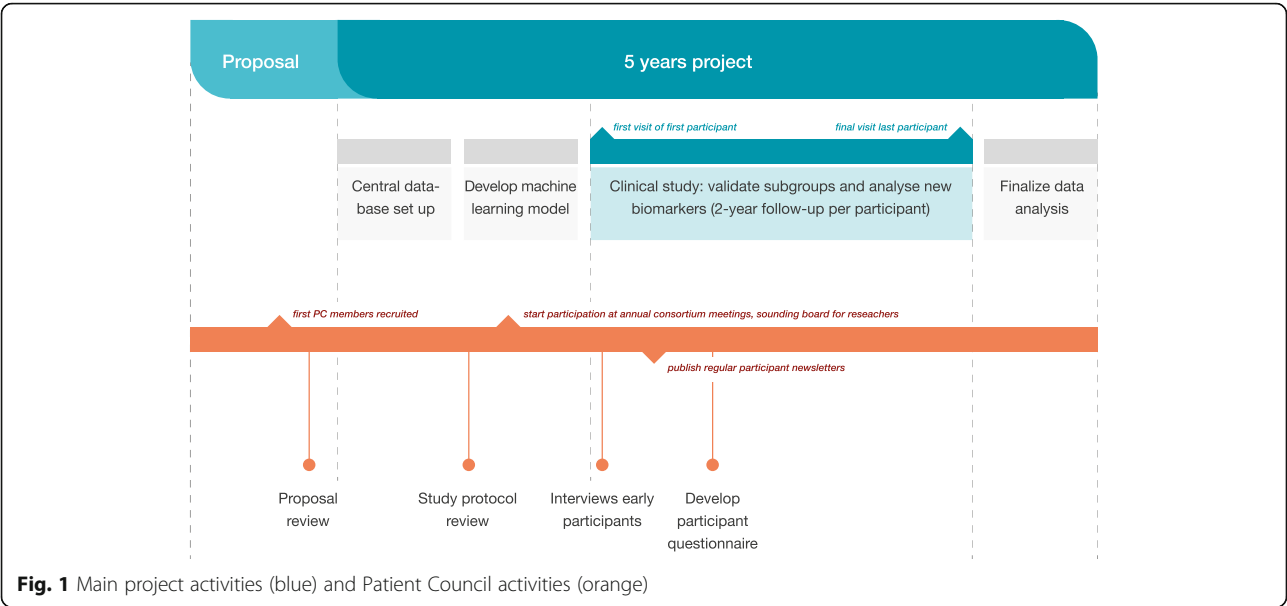 Proposal
5 years project
first visit of first participant
final visit last participant
Central data-
base set up
Develop machine
learning model
Clinical study: validate subgroups and analyse new
biomarkers (2-year follow-up per participant)
Finalize data
analysis
first PC members recruited
start participation at annual consortium meetings, sounding board for reseachers
publish regular participant newsletters
Proposal
review
Study protocol
review
Interviews early
participants
Develop
participant
questionnaire
Fig. 1 Main project activities (blue) and Patient Council activities (orange)